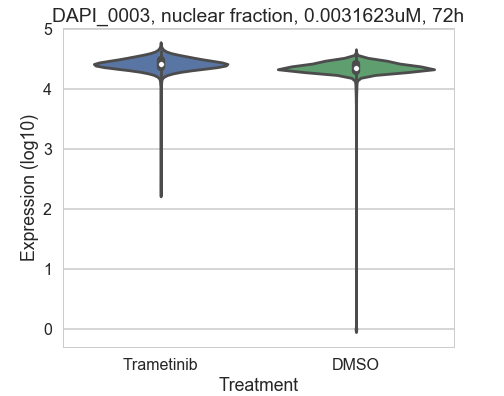 DAPI_0003, nuclear fraction, 0.0031623uM, 72h
5
4
3
2
1
0
Expression (log10)
Trametinib
DMSO
Treatment